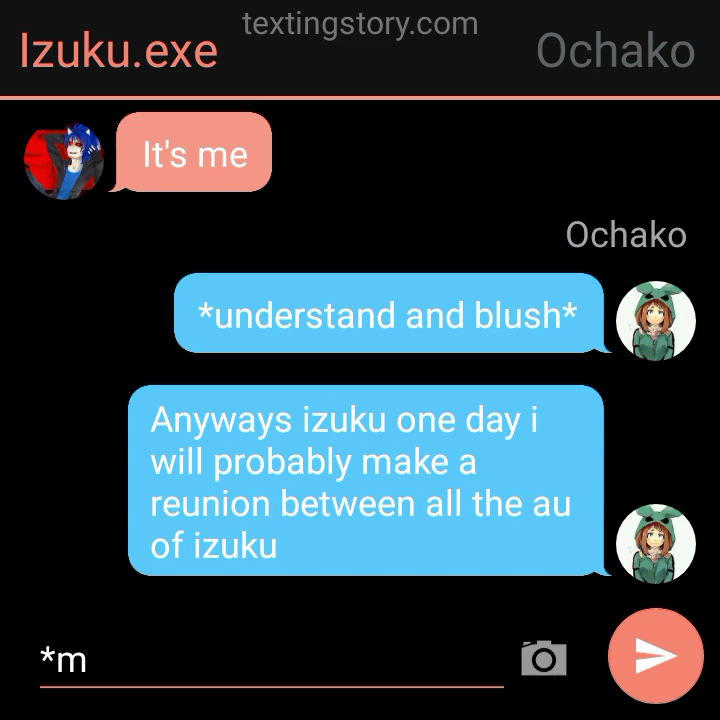 textingstory.com
Izuku.exe
Ochako
It's me
Ochako
*understand and blush*
Anyways izuku one day i
will probably make a
reunion between all the au
of izuku
*m